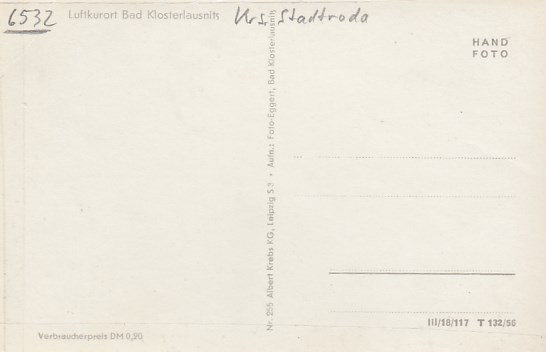 6532 Luftkurort Bad Klosterlausnitz Krs. Stadtroda
HAND
FOTO
Nr. 255 Albert Krebs KG, Leipzig S 3 • Aufn.: Foto-Eggert, Bad Klosterlausnitz
III/18/117 T 132/56
Verbraucherpreis DM 0,20